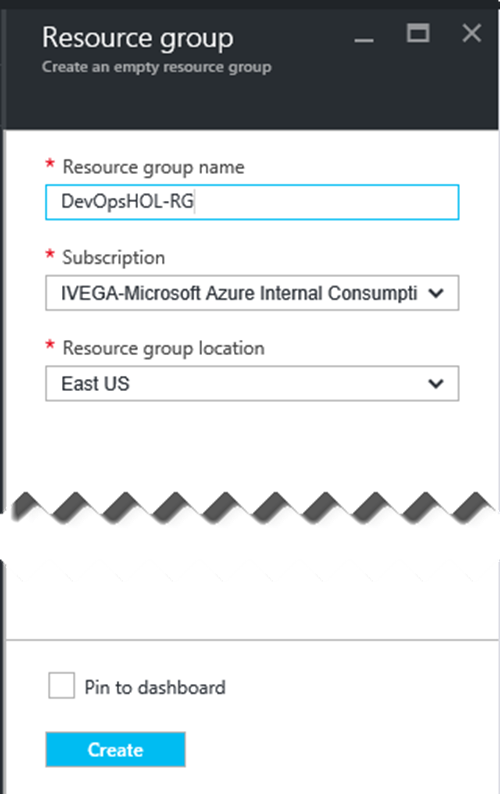 Resource group
Create an empty resource group
* Resource group name
DevOpsHOL-RG
* Subscription
IVEGA-Microsoft Azure Internal Consumpti
* Resource group location
East US
Pin to dashboard
Create